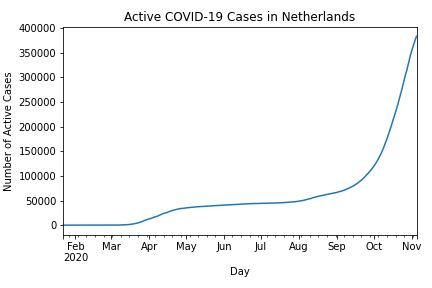 Active COVID-19 Cases in Netherlands
Number of Active Cases
400000
350000
300000
250000
200000
150000
100000
50000
0
Feb Mar Apr May Jun Jul Aug Sep Oct Nov
2020
Day